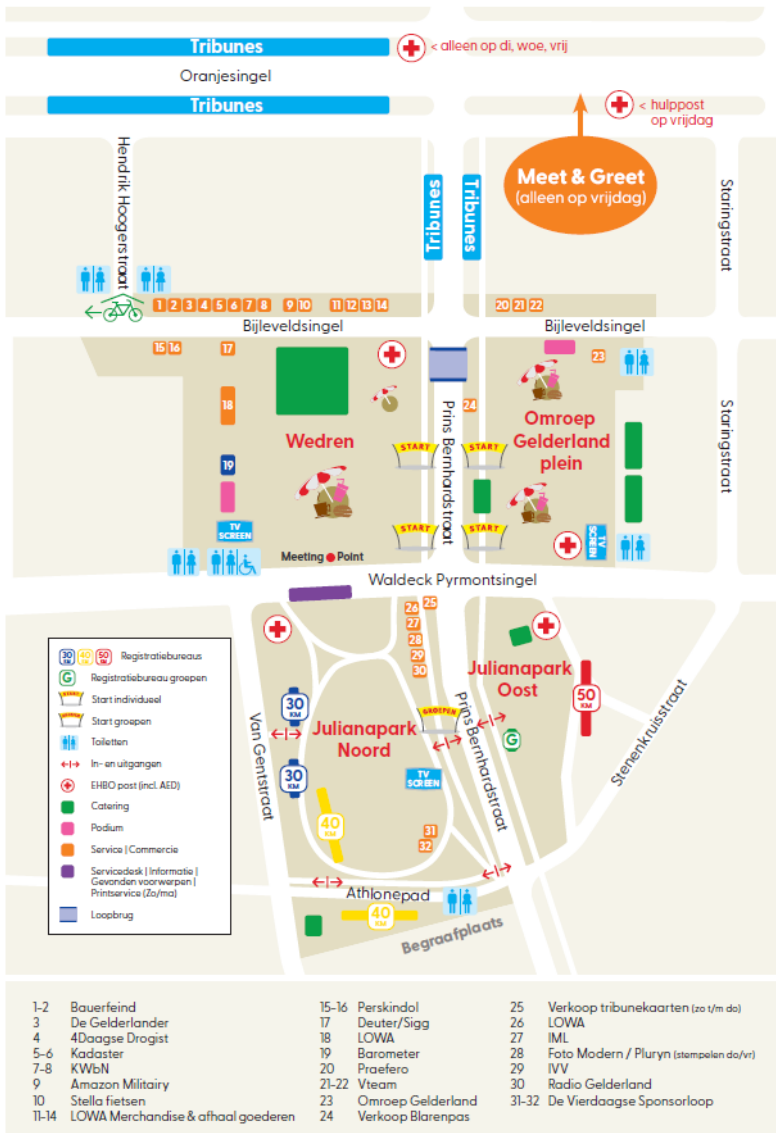 Tribunes
< alleen op di, woe, vrij
Oranjesingel
Tribunes
< hulppost
op vrijdag
Meet & Greet
(alleen op vrijdag)
Hendrik Hoogerstraat
Tribunes
Tribunes
Staringstraat
1 2 3 4 5 6 7 8 9 10 11 12 13 14
20 21 22
Bijleveldsingel
Bijleveldsingel
15 16
17
23
18
24
Prins Bernhardstraat
Omroep
Gelderland
plein
Staringstraat
Wedren
START
START
19
TV
SCREEN
START
START
TV
SCREEN
Meeting Point
Waldeck Pyrmontsingel
26
25
27
28
29
30
Julianapark
Oost
50
KM
30
KM
Julianapark
Noord
GROEPEN
Prins Bernhardstraat
G
Stenenkruisstraat
Van Gentstraat
30
KM
TV
SCREEN
40
KM
31
32
Athlonepad
40
KM
Begraafplaats
30 KM 40 KM 50 KM Registratiebureaus
G Registratiebureau groepen
START Start individueel
GROEPEN Start groepen
Toiletten
In- en uitgangen
EHBO post (incl. AED)
Catering
Podium
Service | Commercie
Servicedesk | Informatie |
Gevonden voorwerpen |
Printservice (Zo/ma)
Loopbrug
1-2 Bauerfeind
3 De Gelderlander
4 4Daagse Drogist
5-6 Kadaster
7-8 KWbN
9 Amazon Militairy
10 Stella fietsen
11-14 LOWA Merchandise & afhaal goederen
15-16 Perskindol
17 Deuter/Sigg
18 LOWA
19 Barometer
20 Praefero
21-22 Vteam
23 Omroep Gelderland
24 Verkoop Blarenpas
25 Verkoop tribunekaarten (zo t/m do)
26 LOWA
27 IML
28 Foto Modern / Pluryn (stempelen do/vr)
29 IVV
30 Radio Gelderland
31-32 De Vierdaagse Sponsorloop